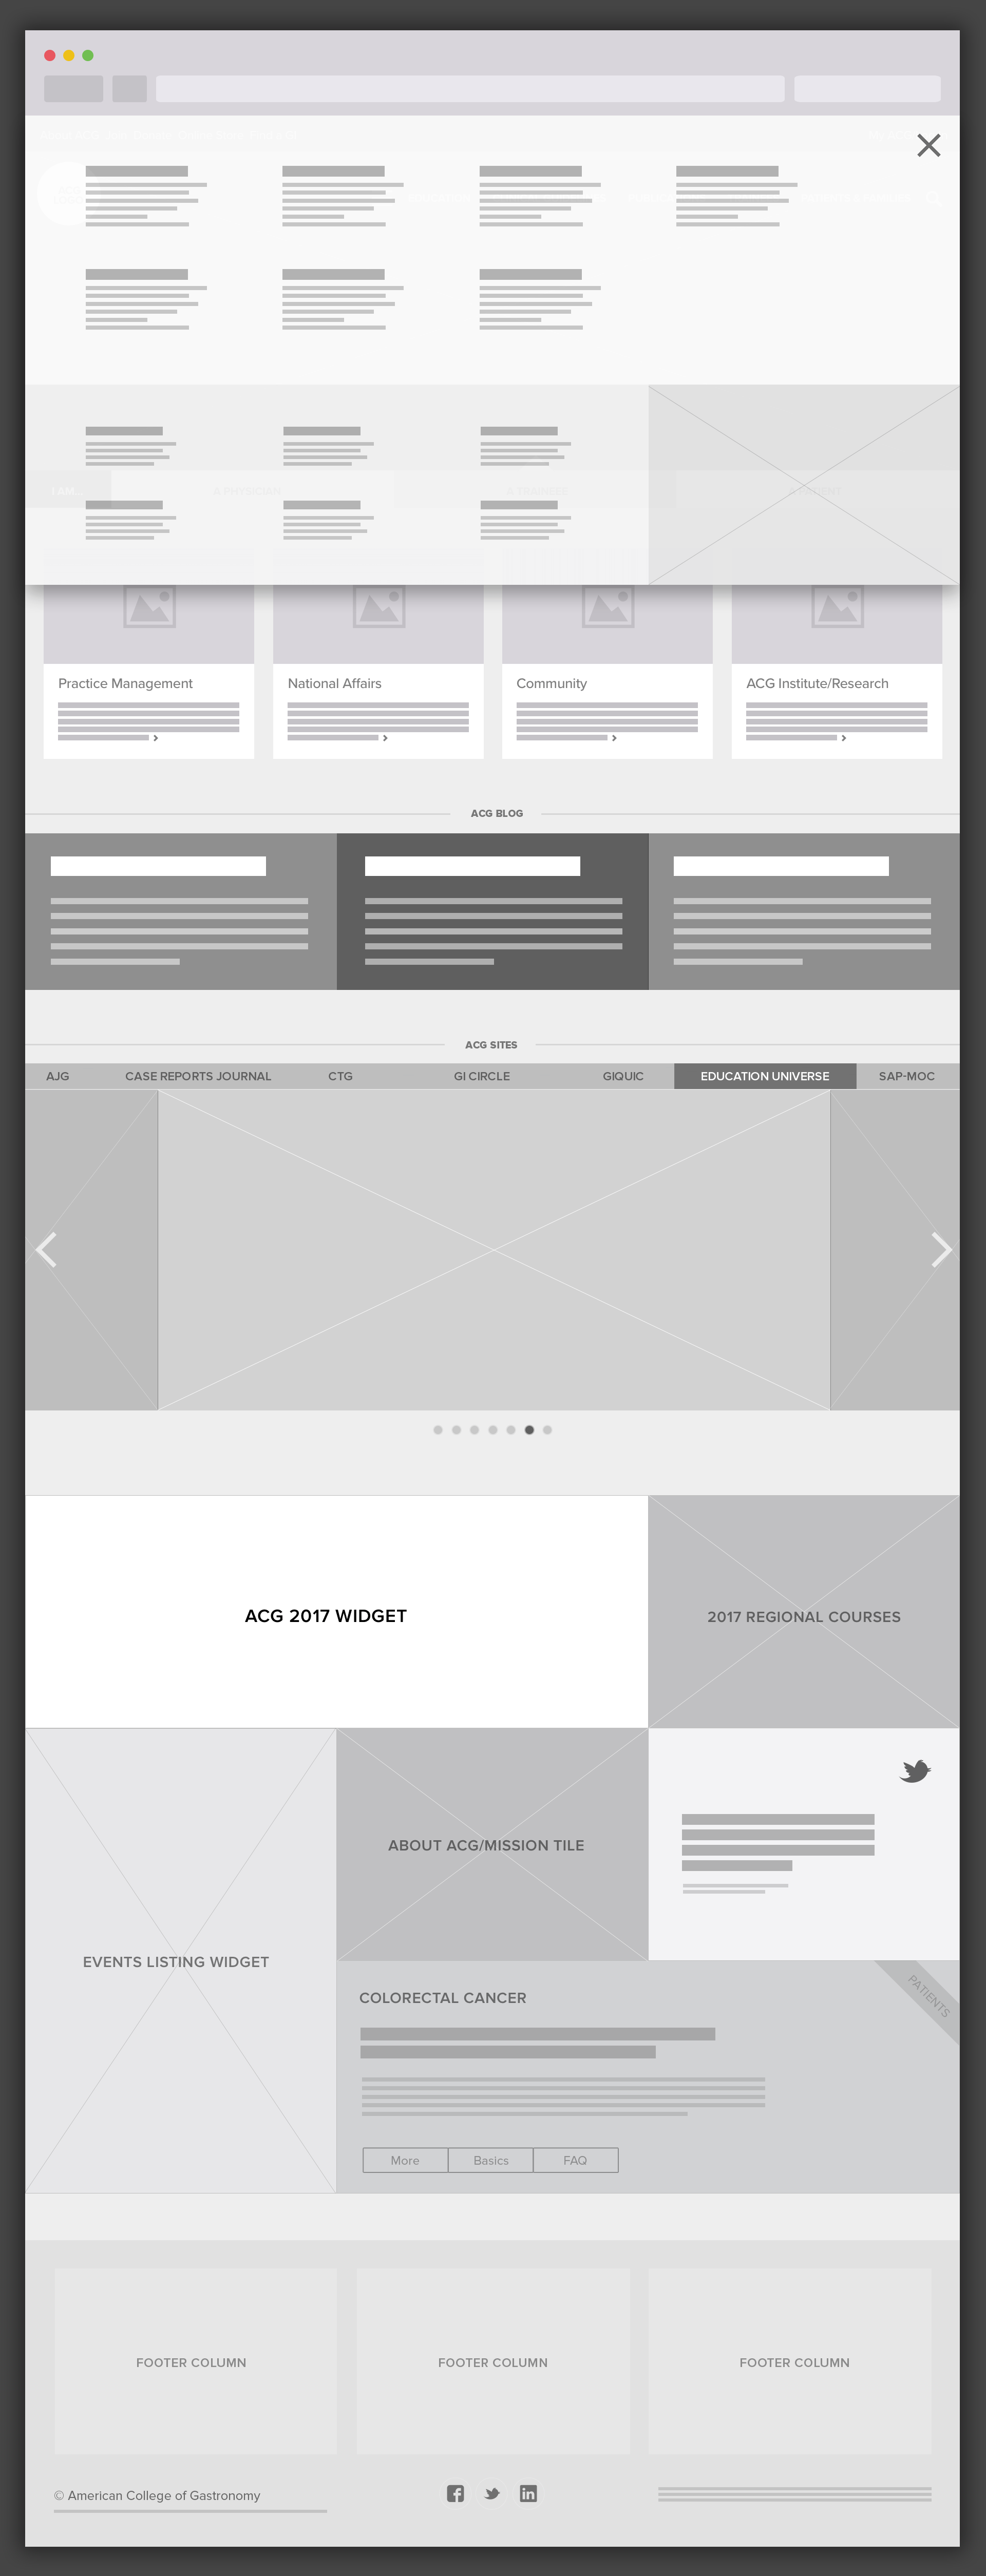 I AM...
A PHYSICIAN
A TRAINEE
A PATIENT
Practice Management
National Affairs
Community
ACG Institute/Research
ACG BLOG
ACG SITES
AJG
CASE REPORTS JOURNAL
CTG
GI CIRCLE
GIQUIC
EDUCATION UNIVERSE
SAP-MOC
ACG 2017 WIDGET
2017 REGIONAL COURSES
EVENTS LISTING WIDGET
ABOUT ACG/MISSION TILE
PATIENTS
COLORECTAL CANCER
More
Basics
FAQ
FOOTER COLUMN
FOOTER COLUMN
FOOTER COLUMN
© American College of Gastronomy